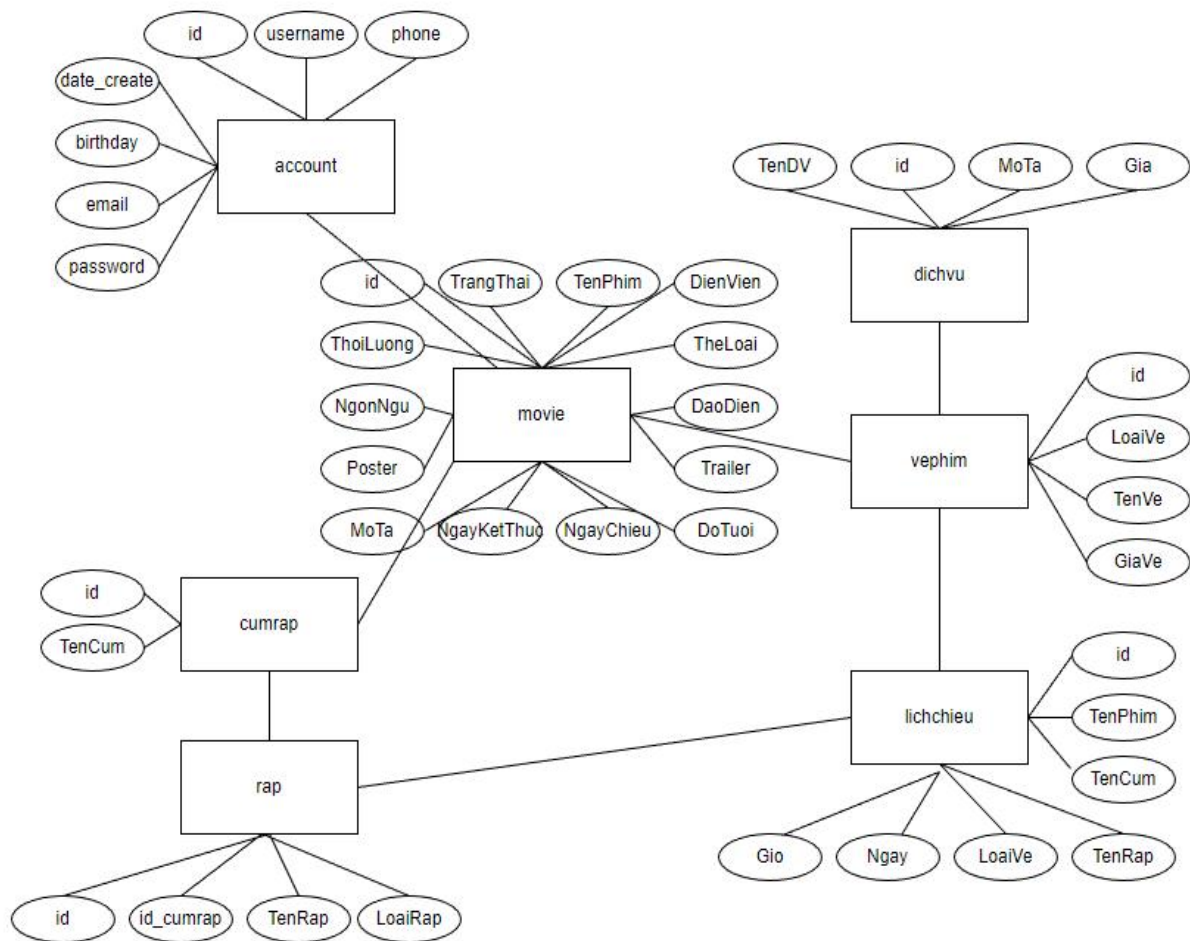 id
username
phone
date_create
birthday
email
password
account
TenDV
id
MoTa
Gia
dichvu
id
TrangThai
TenPhim
DienVien
ThoiLuong
TheLoai
NgonNgu
movie
DaoDien
Poster
Trailer
MoTa
NgayKetThuc
NgayChieu
DoTuoi
id
LoaiVe
vephim
TenVe
GiaVe
id
TenCum
cumrap
id
TenPhim
lichchieu
TenCum
rap
Gio
Ngay
LoaiVe
TenRap
id
id_cumrap
TenRap
LoaiRap